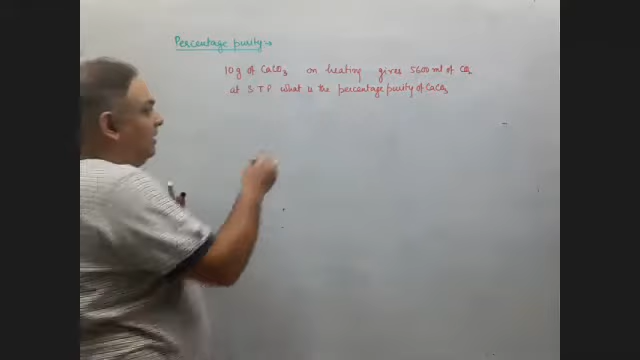 Percentage purity:-
10 g of CaCO3 on heating gives 5600 ml of CO2
at S T P what is the percentage purity of CaCO3